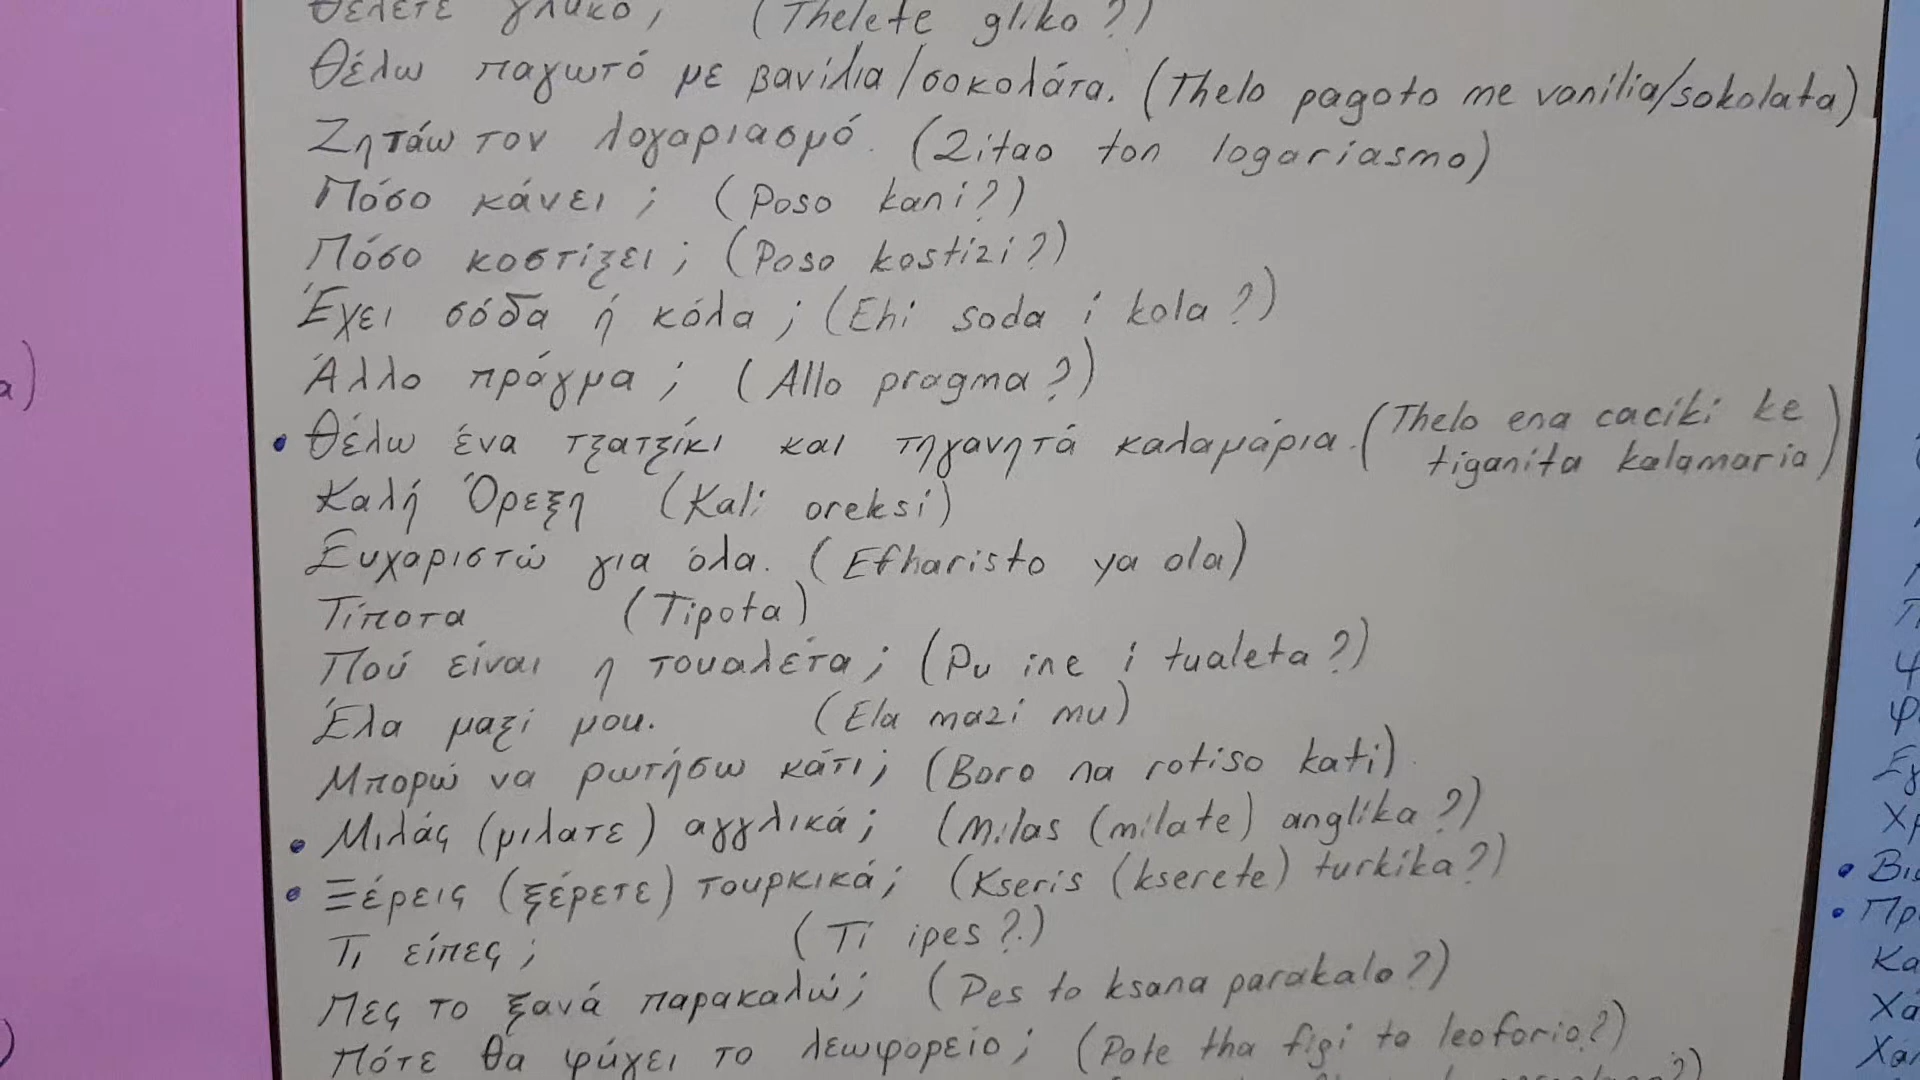 Θέλετε γλυκό; (Thelete gliko?)
Θέλω παγωτό με βανίλια/σοκολάτα. (Thelo pagoto me vanilia/sokolata)
Ζητάω τον λογαριασμό. (Zitao ton logariasmo)
Πόσο κάνει; (Poso kani?)
Πόσο κοστίζει; (Poso kostizi?)
Έχει σόδα ή κόλα; (Ehi soda i kola?)
Άλλο πράγμα; (Allo pragma?)
• Θέλω ένα τζατζίκι και τηγανητά καλαμάρια. (Thelo ena caciki ke
tiganita kalamaria)
Καλή Όρεξη (Kali oreksi)
Ευχαριστώ για όλα. (Efharisto ya ola)
Τίποτα (Tipota)
Πού είναι η τουαλέτα; (Pu ine i tualeta?)
Έλα μαζί μου. (Ela mazi mu)
Μπορώ να ρωτήσω κάτι; (Boro na rotiso kati)
• Μιλάς (μιλατε) αγγλικά; (Milas (milate) anglika?)
• Ξέρεις (ξέρετε) τουρκικά; (Kseris (kserete) turkika?)
Τι είπες; (Ti ipes?)
Πες το ξανά παρακαλώ; (Pes to ksana parakalo?)
Πότε θα φύγει το λεωφορείο; (Pote tha figi to leoforio?)